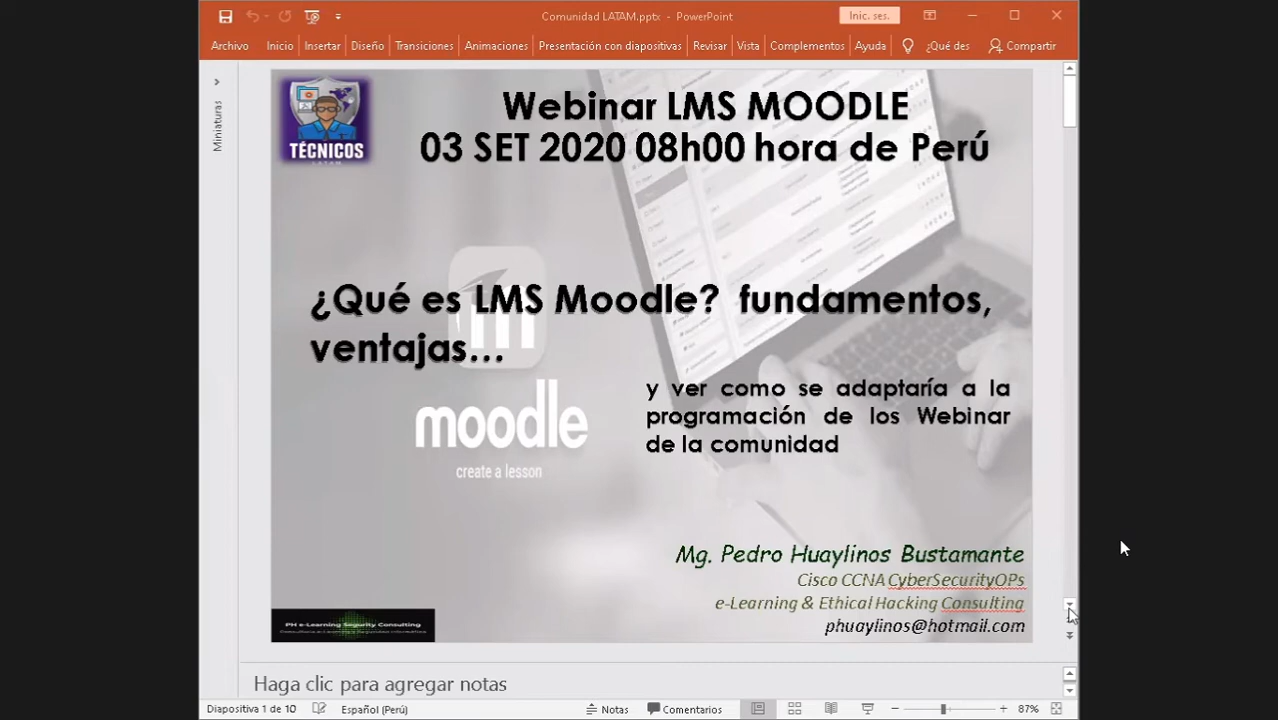 Comunidad LATAM.pptx - PowerPoint
Inic. ses.
Archivo Inicio Insertar Diseño Transiciones Animaciones Presentación con diapositivas Revisar Vista Complementos Ayuda ¿Qué des Compartir
Miniaturas
TÉCNICOS
LATAM
Webinar LMS MOODLE
03 SET 2020 08h00 hora de Perú
¿Qué es LMS Moodle? fundamentos,
ventajas...
m
moodle
create a lesson
y ver como se adaptaría a la
programación de los Webinar
de la comunidad
Mg. Pedro Huaylinos Bustamante
Cisco CCNA CyberSecurityOPs
e-Learning & Ethical Hacking Consulting
phuaylinos@hotmail.com
PH e-Learning Segurity Consulting
Haga clic para agregar notas
Diapositiva 1 de 10 Español (Perú) Notas Comentarios 87%